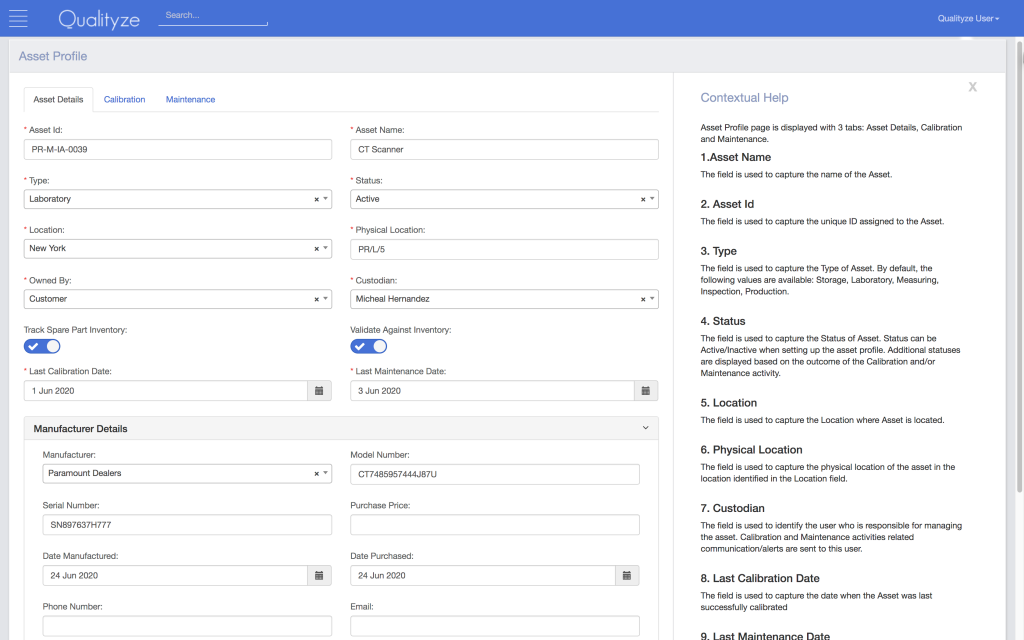 Qualityze
Search...
Qualityze User
Asset Profile
Asset Details Calibration Maintenance
* Asset Id: * Asset Name:
PR-M-IA-0039 CT Scanner
* Type: * Status:
Laboratory × Active ×
* Location: * Physical Location:
New York × PR/L/5
* Owned By: * Custodian:
Customer × Micheal Hernandez ×
Track Spare Part Inventory: Validate Against Inventory:
* Last Calibration Date: * Last Maintenance Date:
1 Jun 2020 3 Jun 2020
Manufacturer Details
Manufacturer: Model Number:
Paramount Dealers × CT7485957444J87U
Serial Number: Purchase Price:
SN897637H777
Date Manufactured: Date Purchased:
24 Jun 2020 24 Jun 2020
Phone Number: Email:
X
Contextual Help
Asset Profile page is displayed with 3 tabs: Asset Details, Calibration
and Maintenance.
1.Asset Name
The field is used to capture the name of the Asset.
2. Asset Id
The field is used to capture the unique ID assigned to the Asset.
3. Type
The field is used to capture the Type of Asset. By default, the
following values are available: Storage, Laboratory, Measuring,
Inspection, Production.
4. Status
The field is used to capture the Status of Asset. Status can be
Active/Inactive when setting up the asset profile. Additional statuses
are displayed based on the outcome of the Calibration and/or
Maintenance activity.
5. Location
The field is used to capture the Location where Asset is located.
6. Physical Location
The field is used to capture the physical location of the asset in the
location identified in the Location field.
7. Custodian
The field is used to identify the user who is responsible for managing
the asset. Calibration and Maintenance activities related
communication/alerts are sent to this user.
8. Last Calibration Date
The field is used to capture the date when the Asset was last
successfully calibrated
9. Last Maintenance Date